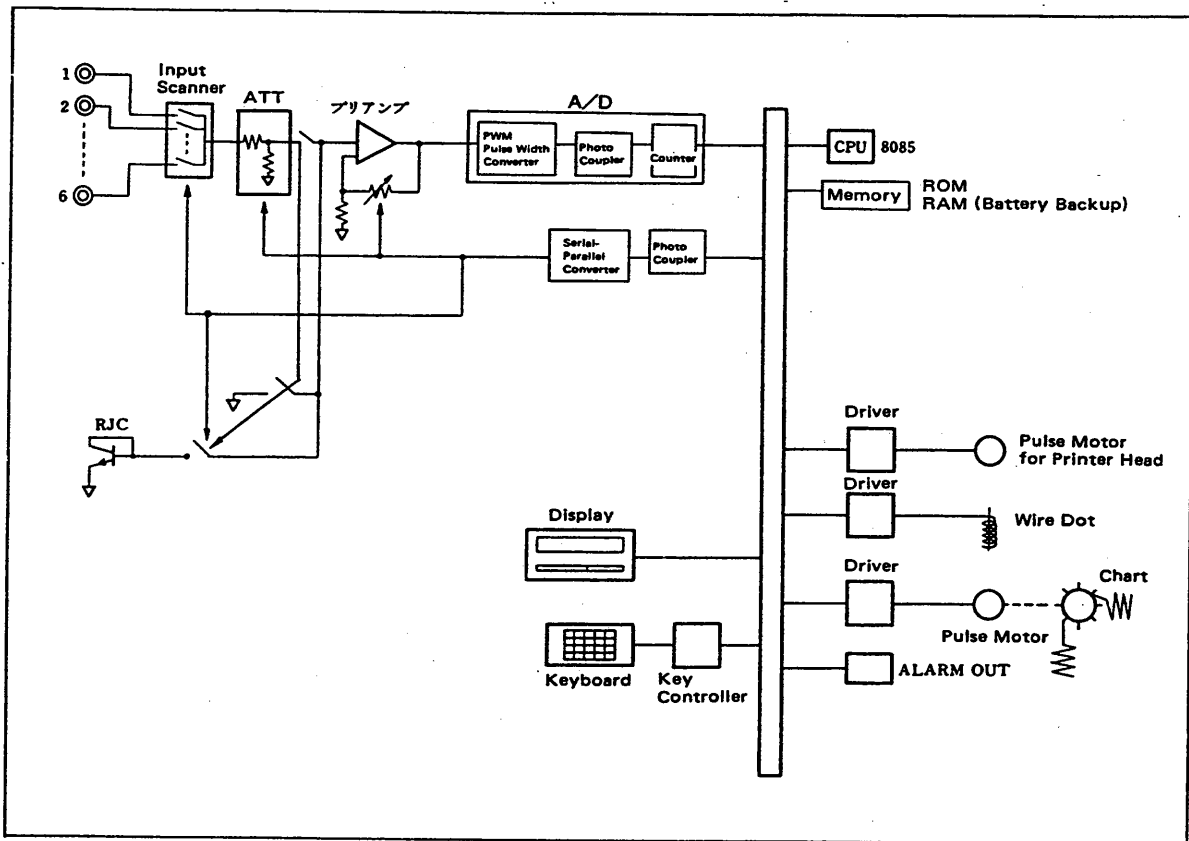 1
2
6
Input
Scanner
ATT
プリアンプ
A/D
PWM
Pulse Width
Converter
Photo
Coupler
Counter
CPU 8085
Memory
ROM
RAM (Battery Backup)
Serial-
Parallel
Converter
Photo
Coupler
RJC
Driver
Pulse Motor
for Printer Head
Driver
Wire Dot
Display
Driver
Chart
Pulse Motor
Keyboard
Key
Controller
ALARM OUT